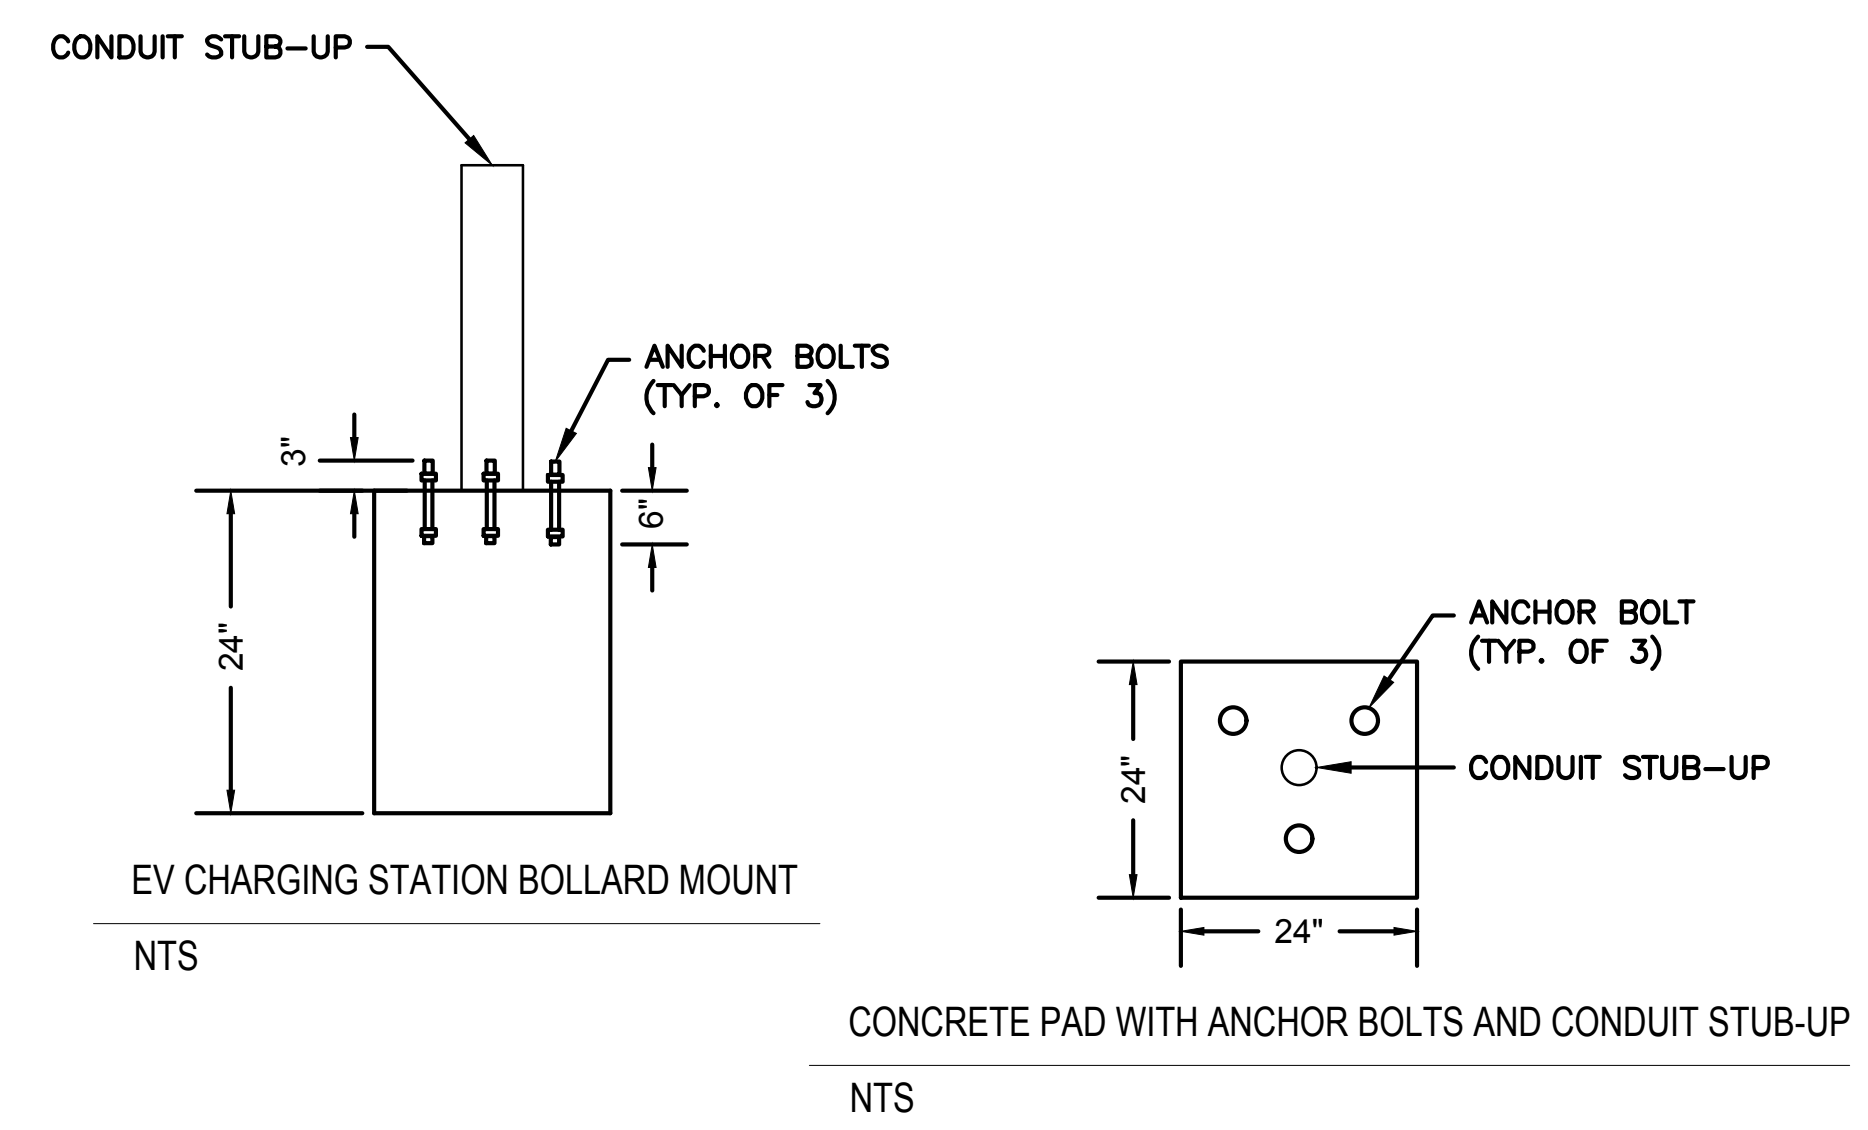 CONDUIT STUB-UP
ANCHOR BOLTS
(TYP. OF 3)
3"
6"
24"
EV CHARGING STATION BOLLARD MOUNT
NTS
ANCHOR BOLT
(TYP. OF 3)
CONDUIT STUB-UP
24"
24"
CONCRETE PAD WITH ANCHOR BOLTS AND CONDUIT STUB-UP
NTS